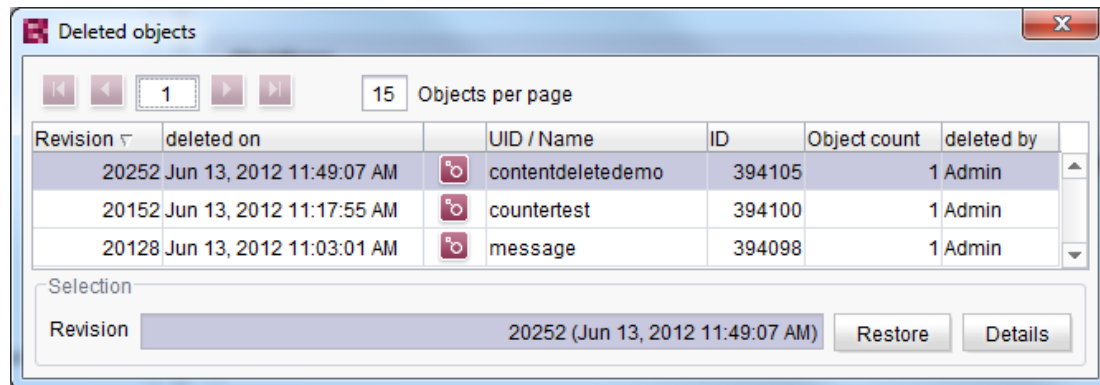 Deleted objects
1 15 Objects per page
Revision deleted on UID / Name ID Object count deleted by
20252 Jun 13, 2012 11:49:07 AM contentdeletedemo 394105 1 Admin
20152 Jun 13, 2012 11:17:55 AM countertest 394100 1 Admin
20128 Jun 13, 2012 11:03:01 AM message 394098 1 Admin
Selection
Revision 20252 (Jun 13, 2012 11:49:07 AM) Restore Details